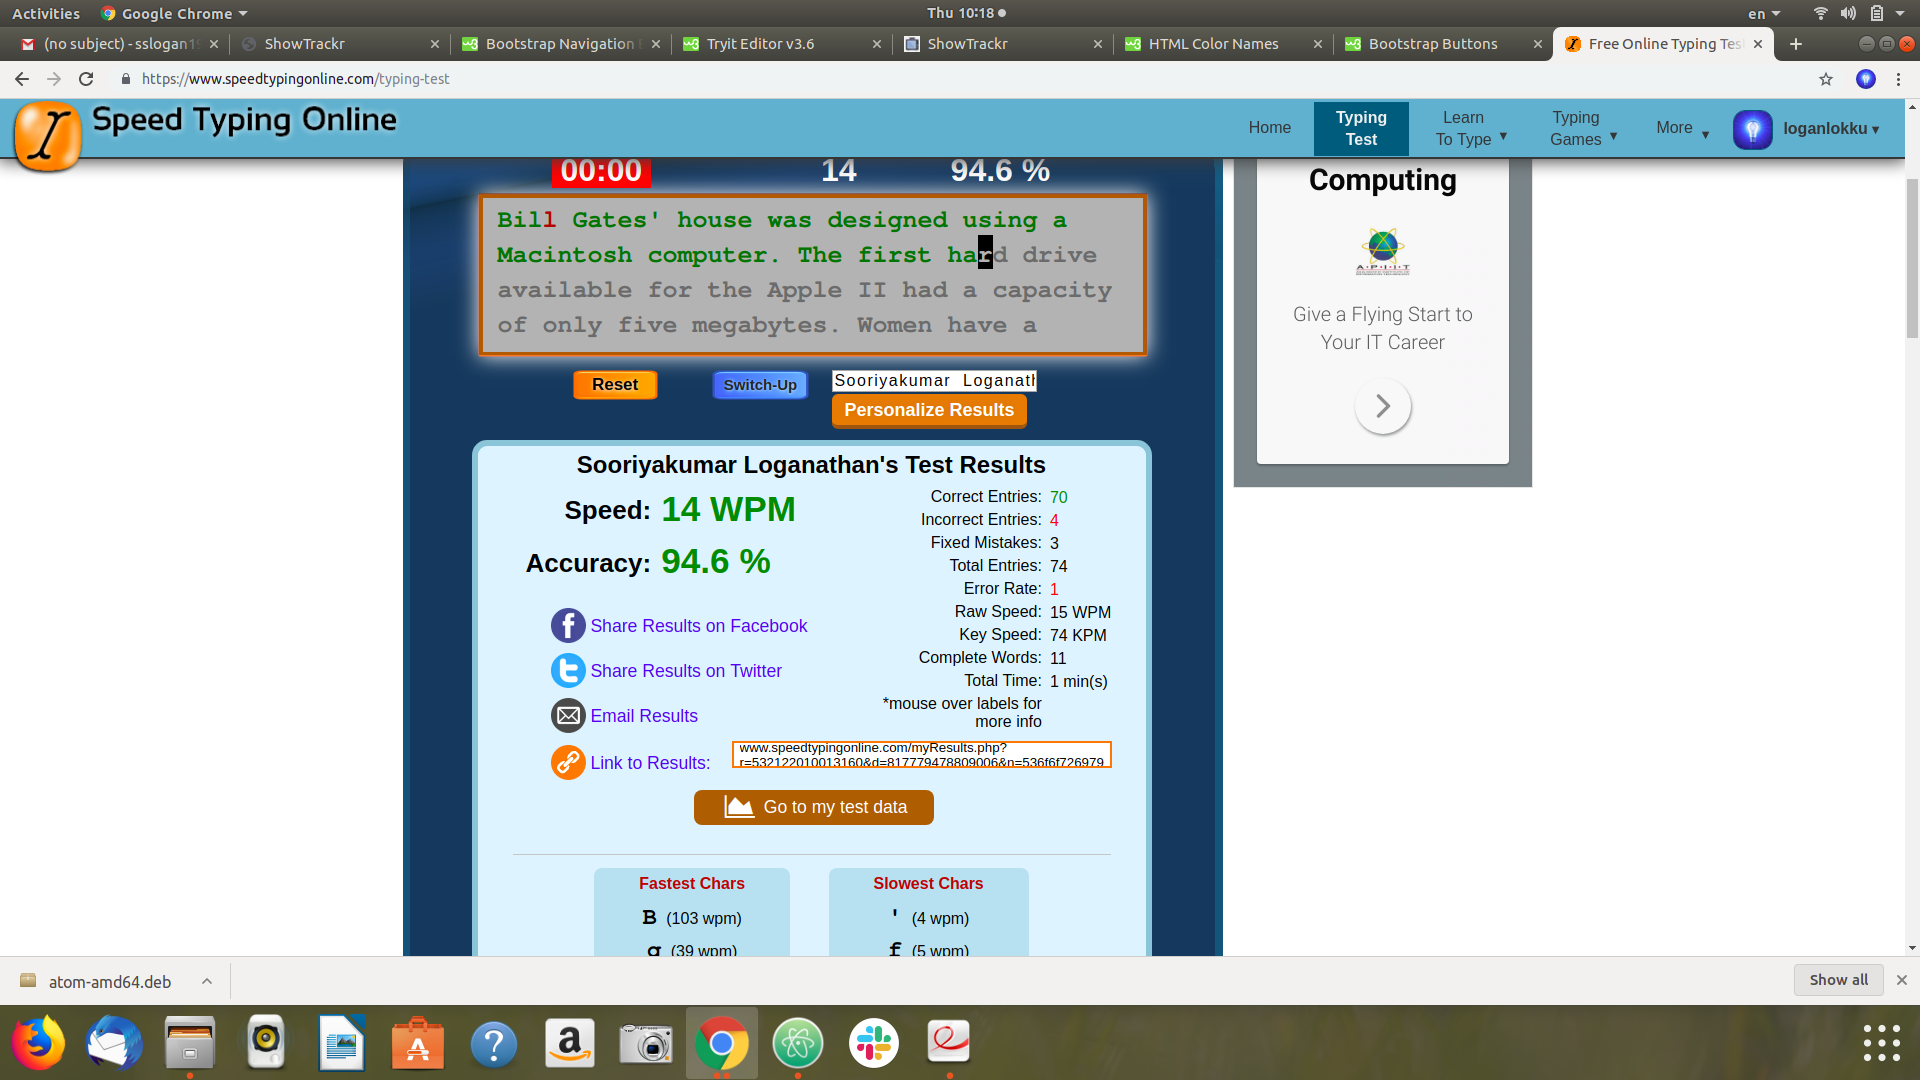 Activities
Google Chrome
Thu 10:18
en
(no subject) - sslogan19
ShowTrackr
Bootstrap Navigation
Tryit Editor v3.6
ShowTrackr
HTML Color Names
Bootstrap Buttons
Free Online Typing Tes
https://www.speedtypingonline.com/typing-test
Speed Typing Online
Home
Typing
Test
Learn
To Type ▼
Typing
Games ▼
More ▼
loganlokku ▾
00:00 14 94.6 %
Bill Gates' house was designed using a
Macintosh computer. The first hard drive
available for the Apple II had a capacity
of only five megabytes. Women have a
Reset
Switch-Up
Sooriyakumar Loganath
Personalize Results
Sooriyakumar Loganathan's Test Results
Speed: 14 WPM
Accuracy: 94.6 %
Share Results on Facebook
Share Results on Twitter
Email Results
Link to Results:
www.speedtypingonline.com/myResults.php?
r=532122010013160&d=817779478809006&n=536f6f726979
Correct Entries: 70
Incorrect Entries: 4
Fixed Mistakes: 3
Total Entries: 74
Error Rate: 1
Raw Speed: 15 WPM
Key Speed: 74 KPM
Complete Words: 11
Total Time: 1 min(s)
*mouse over labels for
more info
Go to my test data
Fastest Chars
B (103 wpm)
g (39 wpm)
Slowest Chars
' (4 wpm)
f (5 wpm)
Computing
A.P.I.I.T
Give a Flying Start to
Your IT Career
atom-amd64.deb
Show all